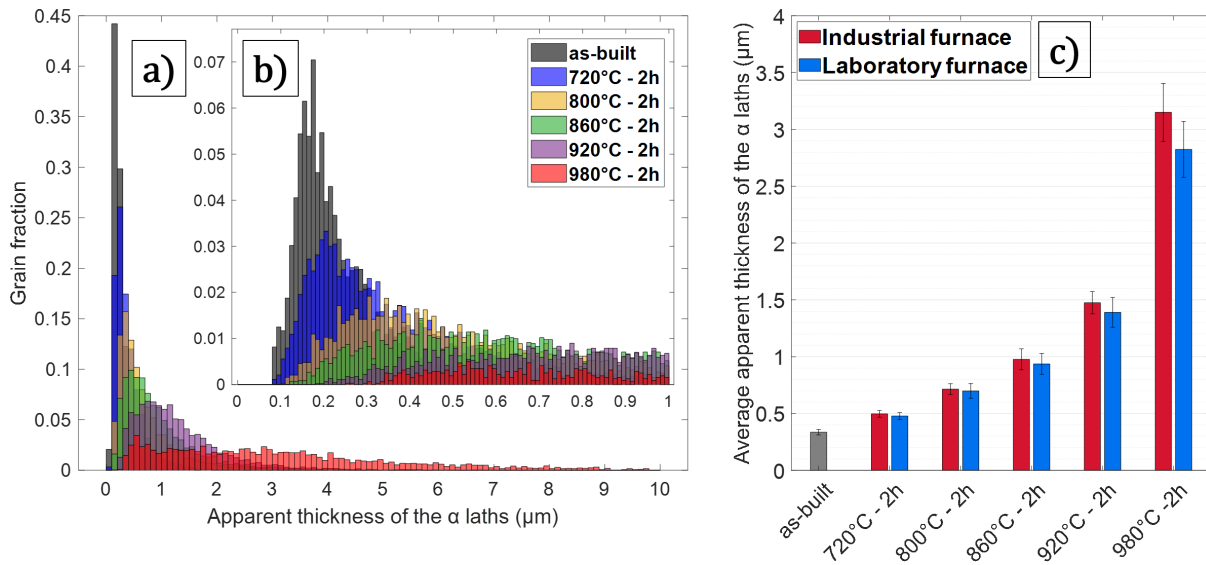 a)
0.45
0.4
0.35
0.3
0.25
0.2
0.15
0.1
0.05
0
Grain fraction
0 1 2 3 4 5 6 7 8 9 10
Apparent thickness of the α laths (μm)
b)
0.07
0.06
0.05
0.04
0.03
0.02
0.01
0
0 0.1 0.2 0.3 0.4 0.5 0.6 0.7 0.8 0.9 1
as-built
720°C - 2h
800°C - 2h
860°C - 2h
920°C - 2h
980°C - 2h
c)
Industrial furnace
Laboratory furnace
4
3.5
3
2.5
2
1.5
1
0.5
0
Average apparent thickness of the α laths (μm)
as-built
720°C - 2h
800°C - 2h
860°C - 2h
920°C - 2h
980°C -2h